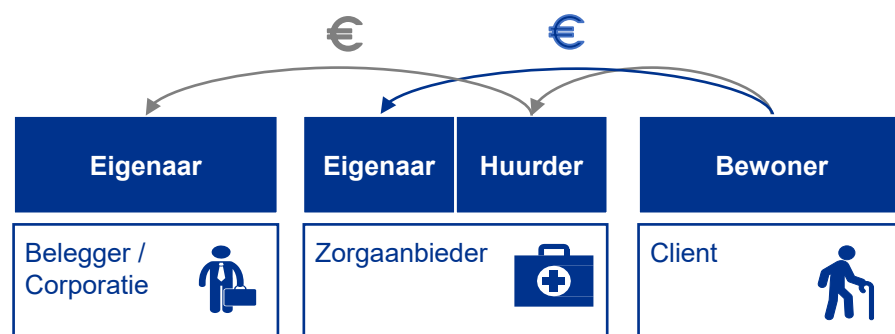 € €
Eigenaar Eigenaar Huurder Bewoner
Belegger /
Corporatie
Zorgaanbieder
Client